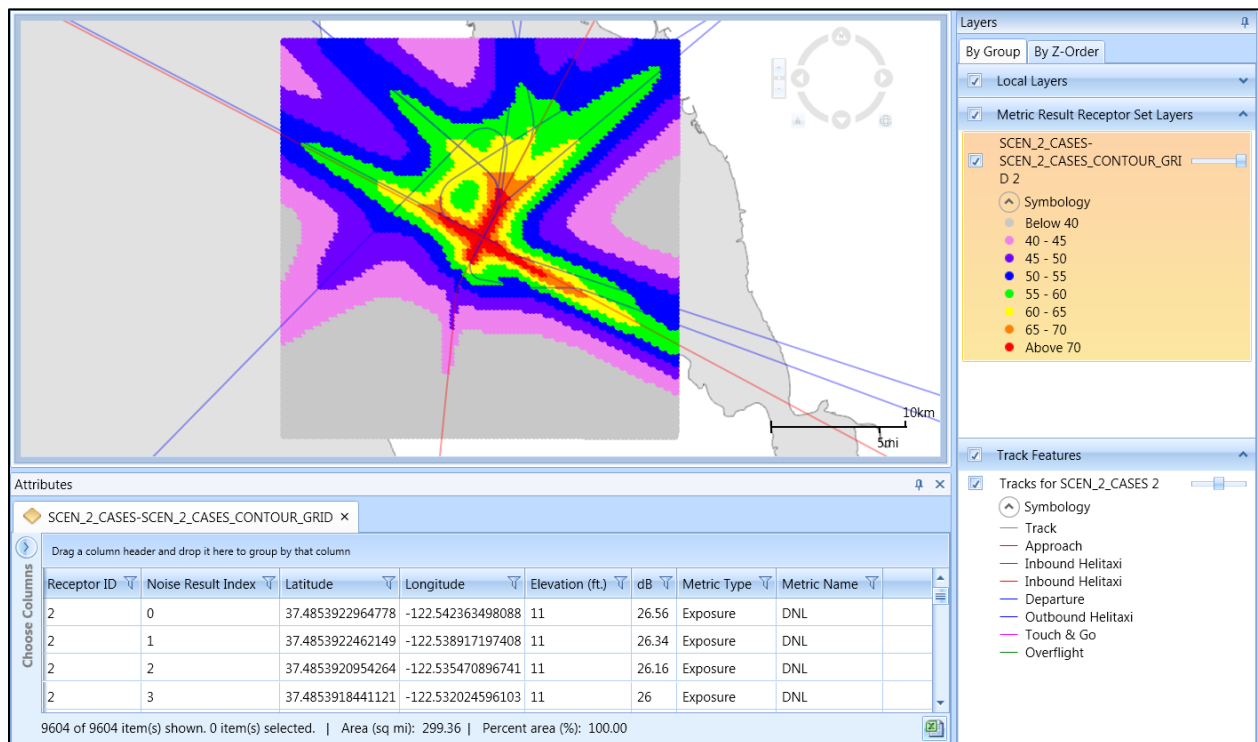 Layers
By Group By Z-Order
Local Layers
Metric Result Receptor Set Layers
SCEN_2_CASES-
SCEN_2_CASES_CONTOUR_GRI
D 2
Symbology
Below 40
40 - 45
45 - 50
50 - 55
55 - 60
60 - 65
65 - 70
Above 70
10km
5mi
Track Features
Tracks for SCEN_2_CASES 2
Symbology
Track
Approach
Inbound Helitaxi
Inbound Helitaxi
Departure
Outbound Helitaxi
Touch & Go
Overflight
Attributes
SCEN_2_CASES-SCEN_2_CASES_CONTOUR_GRID
Choose Columns
Drag a column header and drop it here to group by that column
Receptor ID Noise Result Index Latitude Longitude Elevation (ft.) dB Metric Type Metric Name
2 0 37.4853922964778 -122.542363498088 11 26.56 Exposure DNL
2 1 37.4853922462149 -122.538917197408 11 26.34 Exposure DNL
2 2 37.4853920954264 -122.535470896741 11 26.16 Exposure DNL
2 3 37.4853918441121 -122.532024596103 11 26 Exposure DNL
9604 of 9604 item(s) shown. 0 item(s) selected. | Area (sq mi): 299.36 | Percent area (%): 100.00